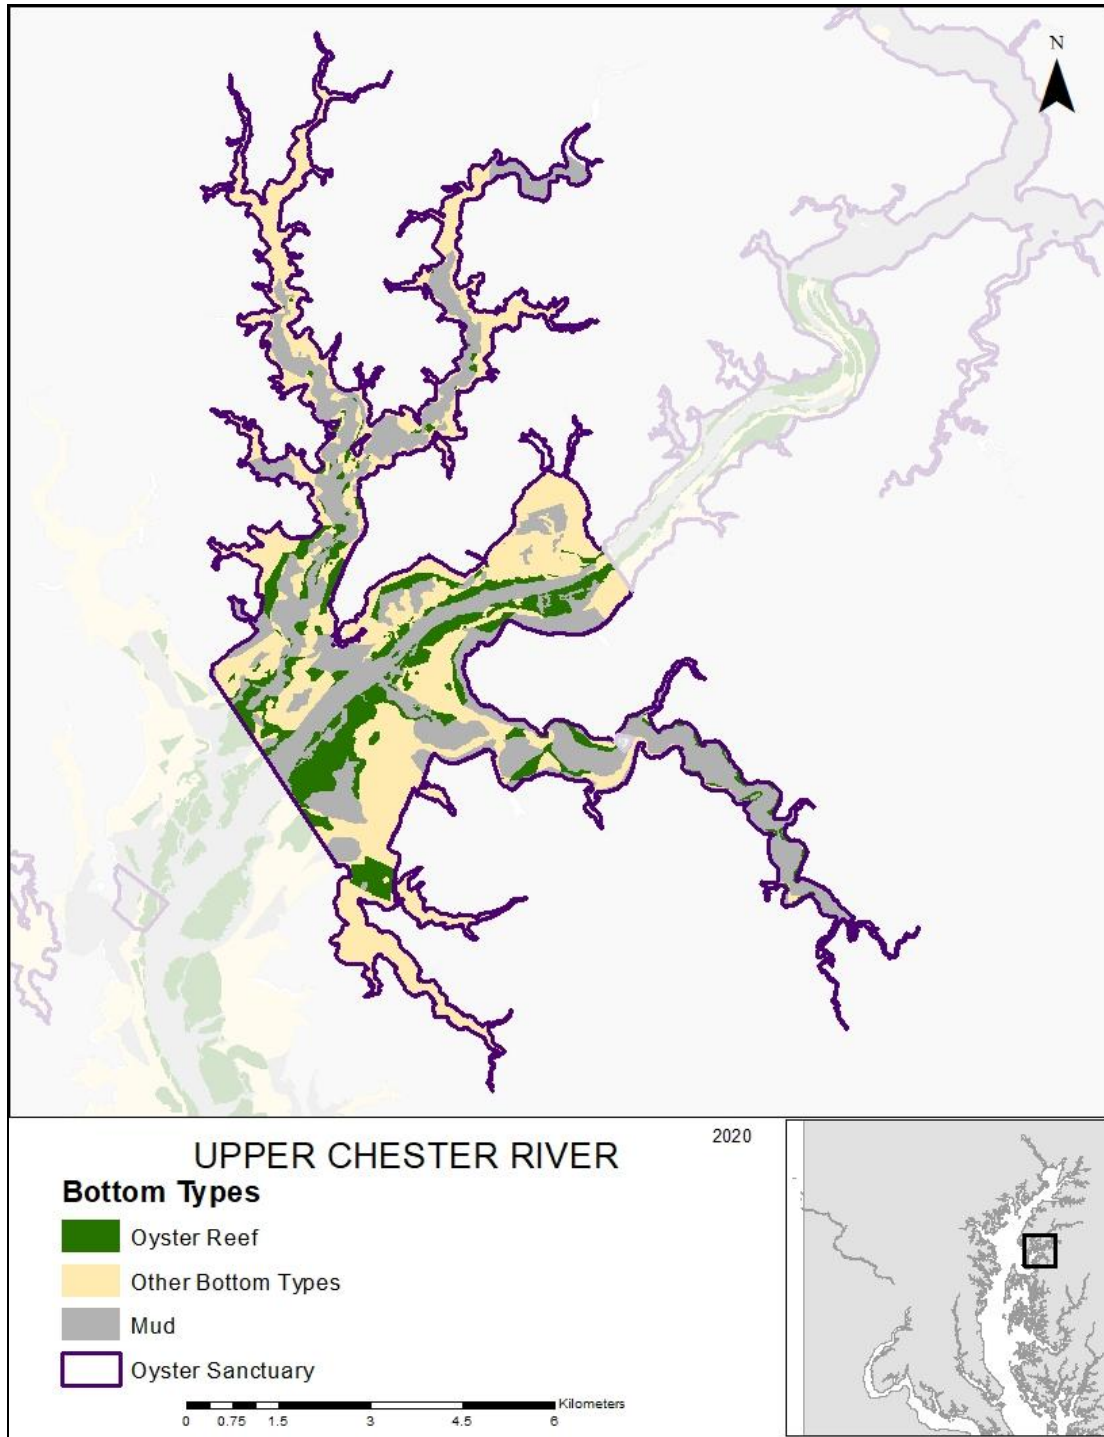 N
UPPER CHESTER RIVER
2020
Bottom Types
Oyster Reef
Other Bottom Types
Mud
Oyster Sanctuary
Kilometers
0 0.75 1.5 3 4.5 6